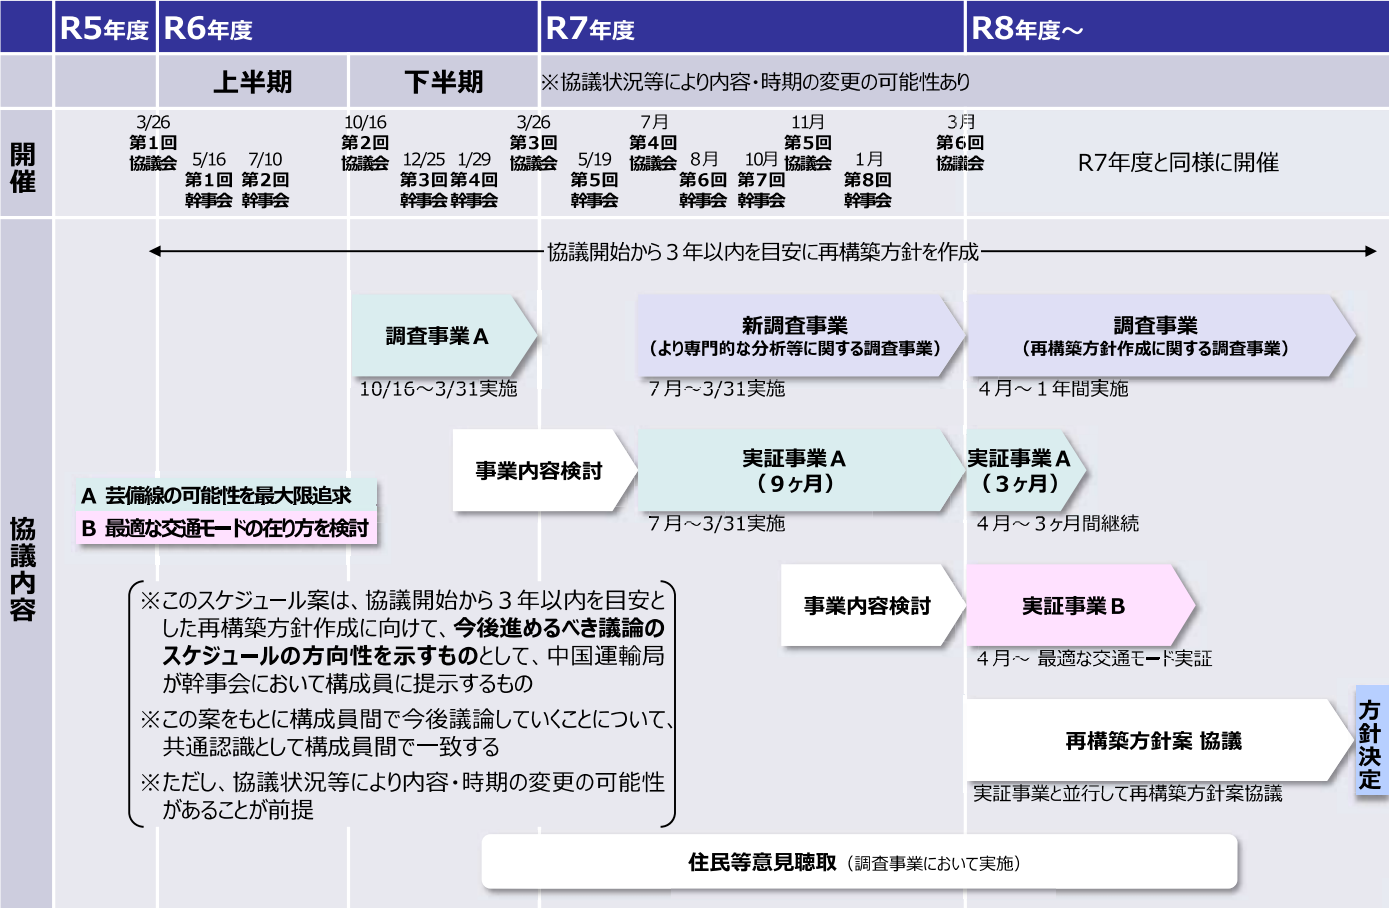 R5年度
R6年度
R7年度
R8年度～
上半期
下半期
※協議状況等により内容・時期の変更の可能性あり
開催
3/26
第1回
協議会
5/16
第1回
幹事会
7/10
第2回
幹事会
10/16
第2回
協議会
12/25
第3回
幹事会
1/29
第4回
幹事会
3/26
第3回
協議会
5/19
第5回
幹事会
7月
第4回
協議会
8月
第6回
幹事会
10月
第7回
幹事会
11月
第5回
協議会
1月
第8回
幹事会
3月
第6回
協議会
R7年度と同様に開催
協議内容
協議開始から３年以内を目安に再構築方針を作成
調査事業A
10/16～3/31実施
新調査事業
（より専門的な分析等に関する調査事業）
７月～3/31実施
調査事業
（再構築方針作成に関する調査事業）
４月～１年間実施
事業内容検討
実証事業A
（９ヶ月）
７月～3/31実施
実証事業A
（３ヶ月）
４月～３ヶ月間継続
A 芸備線の可能性を最大限追求
B 最適な交通モードの在り方を検討
事業内容検討
実証事業B
４月～ 最適な交通モード実証
※このスケジュール案は、協議開始から３年以内を目安と
した再構築方針作成に向けて、今後進めるべき議論の
スケジュールの方向性を示すものとして、中国運輸局
が幹事会において構成員に提示するもの
※この案をもとに構成員間で今後議論していくことについて、
共通認識として構成員間で一致する
※ただし、協議状況等により内容・時期の変更の可能性
があることが前提
再構築方針案 協議
実証事業と並行して再構築方針案協議
方針決定
住民等意見聴取（調査事業において実施）